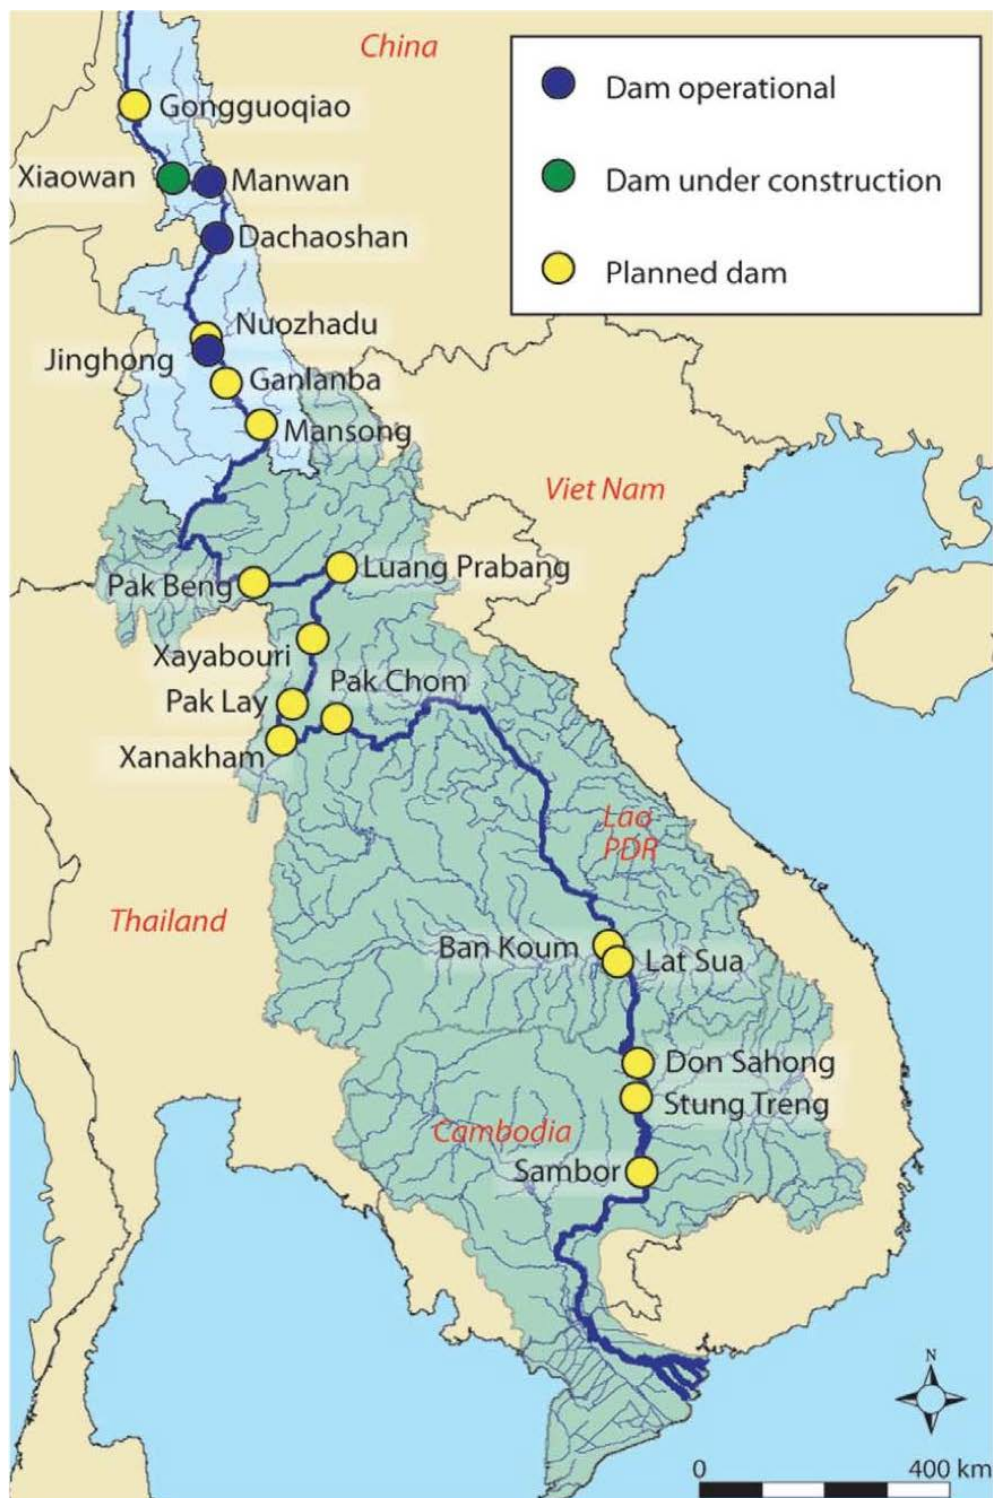 China
Dam operational
Dam under construction
Planned dam
Gongguoqiao
Xiaowan
Manwan
Dachaoshan
Nuozhadu
Jinghong
Ganlanba
Mansong
Viet Nam
Luang Prabang
Pak Beng
Xayabouri
Pak Chom
Pak Lay
Xanakham
Lao
PDR
Thailand
Ban Koum
Lat Sua
Don Sahong
Stung Treng
Cambodia
Sambor
N
0 400 km